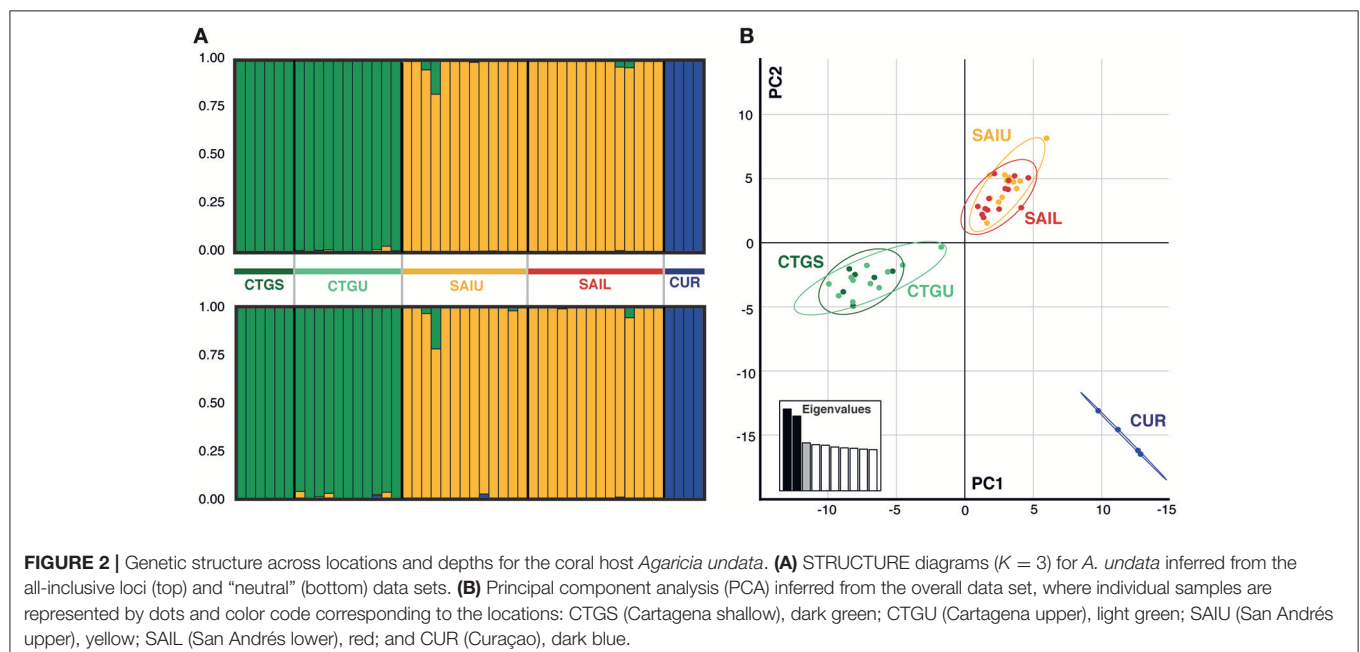 A
1.00
0.75
0.50
0.25
0.00
CTGS
CTGU
SAIU
SAIL
CUR
1.00
0.75
0.50
0.25
0.00
B
PC2
10
5
0
-5
-10
-15
SAIU
SAIL
CTGS
CTGU
CUR
Eigenvalues
PC1
-10
-5
0
5
10
-15
FIGURE 2 | Genetic structure across locations and depths for the coral host Agaricia undata. (A) STRUCTURE diagrams (K = 3) for A. undata inferred from the
all-inclusive loci (top) and “neutral” (bottom) data sets. (B) Principal component analysis (PCA) inferred from the overall data set, where individual samples are
represented by dots and color code corresponding to the locations: CTGS (Cartagena shallow), dark green; CTGU (Cartagena upper), light green; SAIU (San Andrés
upper), yellow; SAIL (San Andrés lower), red; and CUR (Curaçao), dark blue.